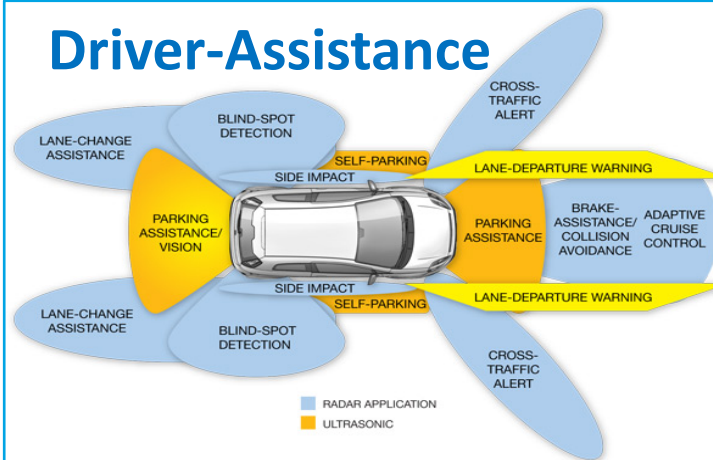 Driver-Assistance
CROSS-
TRAFFIC
ALERT
BLIND-SPOT
DETECTION
LANE-CHANGE
ASSISTANCE
SELF-PARKING
LANE-DEPARTURE WARNING
SIDE IMPACT
PARKING
ASSISTANCE/
VISION
PARKING
ASSISTANCE
BRAKE-
ASSISTANCE/
COLLISION
AVOIDANCE
ADAPTIVE
CRUISE
CONTROL
SIDE IMPACT
SELF-PARKING
LANE-DEPARTURE WARNING
LANE-CHANGE
ASSISTANCE
BLIND-SPOT
DETECTION
CROSS-
TRAFFIC
ALERT
RADAR APPLICATION
ULTRASONIC